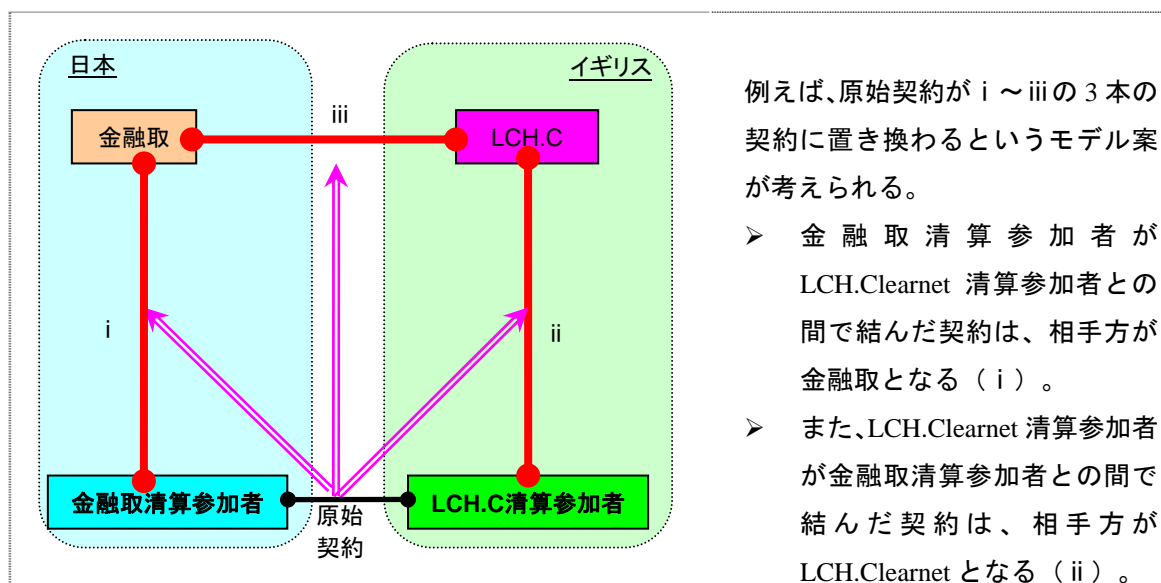 日本
イギリス
金融取
iii
LCH.C
i
ii
金融取清算参加者
原始
契約
LCH.C清算参加者
例えば、原始契約がⅰ～ⅲの 3 本の
契約に置き換わるというモデル案
が考えられる。
➢ 金融取清算参加者が
LCH.Clearnet 清算参加者との
間で結んだ契約は、相手方が
金融取となる（ⅰ）。
➢ また、LCH.Clearnet 清算参加者
が金融取清算参加者との間で
結んだ契約は、相手方が
LCH.Clearnet となる（ⅱ）。